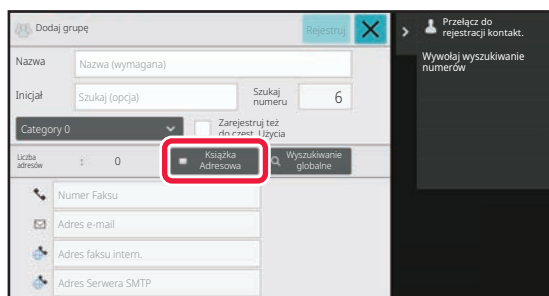 Dodaj grupę
Rejestruj
Przełącz do
rejestracji kontakt.
Nazwa
Nazwa (wymagana)
Wywołaj wyszukiwanie
numerów
Inicjał
Szukaj (opcja)
Szukaj
numeru
6
Category 0
Zarejestruj też
do częst. Użycia
Liczba
adresów
:
0
Książka
Adresowa
Wyszukiwanie
globalne
Numer Faksu
Adres e-mail
Adres faksu intern.
Adres Serwera SMTP